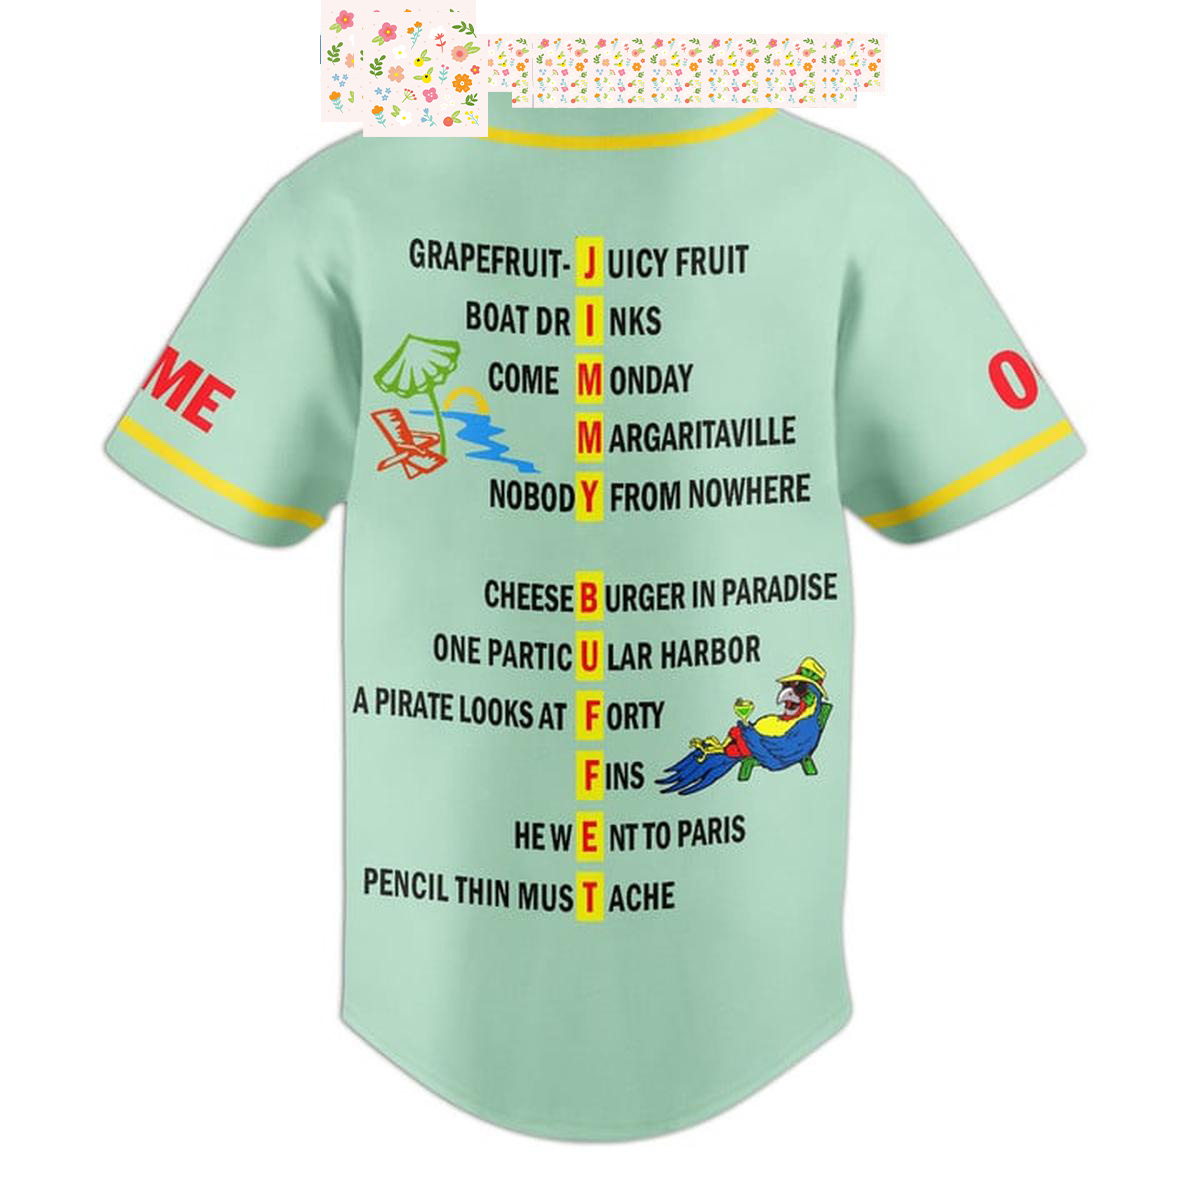 GRAPEFRUIT-JUICY FRUIT
BOAT DRINKS
COME MONDAY
ME
MARGARITAVILLE
NOBODY FROM NOWHERE
CHEESEBURGER IN PARADISE
ONE PARTICULAR HARBOR
A PIRATE LOOKS AT FORTY
FINS
HE WENT TO PARIS
PENCIL THIN MUSTACHE